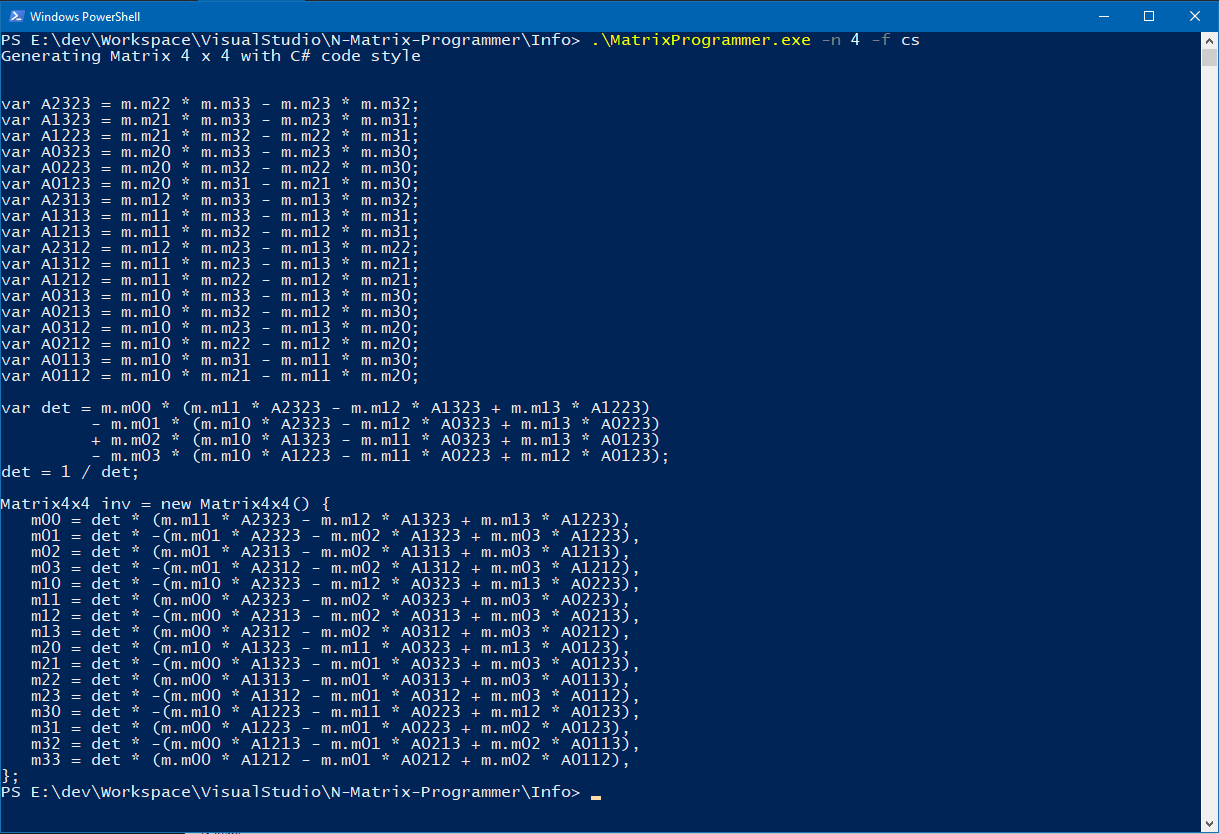 Windows PowerShell
PS E:\dev\Workspace\VisualStudio\N-Matrix-Programmer\Info> .\MatrixProgrammer.exe -n 4 -f cs
Generating Matrix 4 x 4 with C# code style
var A2323 = m.m22 * m.m33 - m.m23 * m.m32;
var A1323 = m.m21 * m.m33 - m.m23 * m.m31;
var A1223 = m.m21 * m.m32 - m.m22 * m.m31;
var A0323 = m.m20 * m.m33 - m.m23 * m.m30;
var A0223 = m.m20 * m.m32 - m.m22 * m.m30;
var A0123 = m.m20 * m.m31 - m.m21 * m.m30;
var A2313 = m.m12 * m.m33 - m.m13 * m.m32;
var A1313 = m.m11 * m.m33 - m.m13 * m.m31;
var A1213 = m.m11 * m.m32 - m.m12 * m.m31;
var A2312 = m.m12 * m.m23 - m.m13 * m.m22;
var A1312 = m.m11 * m.m23 - m.m13 * m.m21;
var A1212 = m.m11 * m.m22 - m.m12 * m.m21;
var A0313 = m.m10 * m.m33 - m.m13 * m.m30;
var A0213 = m.m10 * m.m32 - m.m12 * m.m30;
var A0312 = m.m10 * m.m23 - m.m13 * m.m20;
var A0212 = m.m10 * m.m22 - m.m12 * m.m20;
var A0113 = m.m10 * m.m31 - m.m11 * m.m30;
var A0112 = m.m10 * m.m21 - m.m11 * m.m20;
var det = m.m00 * (m.m11 * A2323 - m.m12 * A1323 + m.m13 * A1223)
- m.m01 * (m.m10 * A2323 - m.m12 * A0323 + m.m13 * A0223)
+ m.m02 * (m.m10 * A1323 - m.m11 * A0323 + m.m13 * A0123)
- m.m03 * (m.m10 * A1223 - m.m11 * A0223 + m.m12 * A0123);
det = 1 / det;
Matrix4x4 inv = new Matrix4x4() {
m00 = det * (m.m11 * A2323 - m.m12 * A1323 + m.m13 * A1223),
m01 = det * -(m.m01 * A2323 - m.m02 * A1323 + m.m03 * A1223),
m02 = det * (m.m01 * A2313 - m.m02 * A1313 + m.m03 * A1213),
m03 = det * -(m.m01 * A2312 - m.m02 * A1312 + m.m03 * A1212),
m10 = det * -(m.m10 * A2323 - m.m12 * A0323 + m.m13 * A0223),
m11 = det * (m.m00 * A2323 - m.m02 * A0323 + m.m03 * A0223),
m12 = det * -(m.m00 * A2313 - m.m02 * A0313 + m.m03 * A0213),
m13 = det * (m.m00 * A2312 - m.m02 * A0312 + m.m03 * A0212),
m20 = det * (m.m10 * A1323 - m.m11 * A0323 + m.m13 * A0123),
m21 = det * -(m.m00 * A1323 - m.m01 * A0323 + m.m03 * A0123),
m22 = det * (m.m00 * A1313 - m.m01 * A0313 + m.m03 * A0113),
m23 = det * -(m.m00 * A1312 - m.m01 * A0312 + m.m03 * A0112),
m30 = det * -(m.m10 * A1223 - m.m11 * A0223 + m.m12 * A0123),
m31 = det * (m.m00 * A1223 - m.m01 * A0223 + m.m02 * A0123),
m32 = det * -(m.m00 * A1213 - m.m01 * A0213 + m.m02 * A0113),
m33 = det * (m.m00 * A1212 - m.m01 * A0212 + m.m02 * A0112),
};
PS E:\dev\Workspace\VisualStudio\N-Matrix-Programmer\Info>